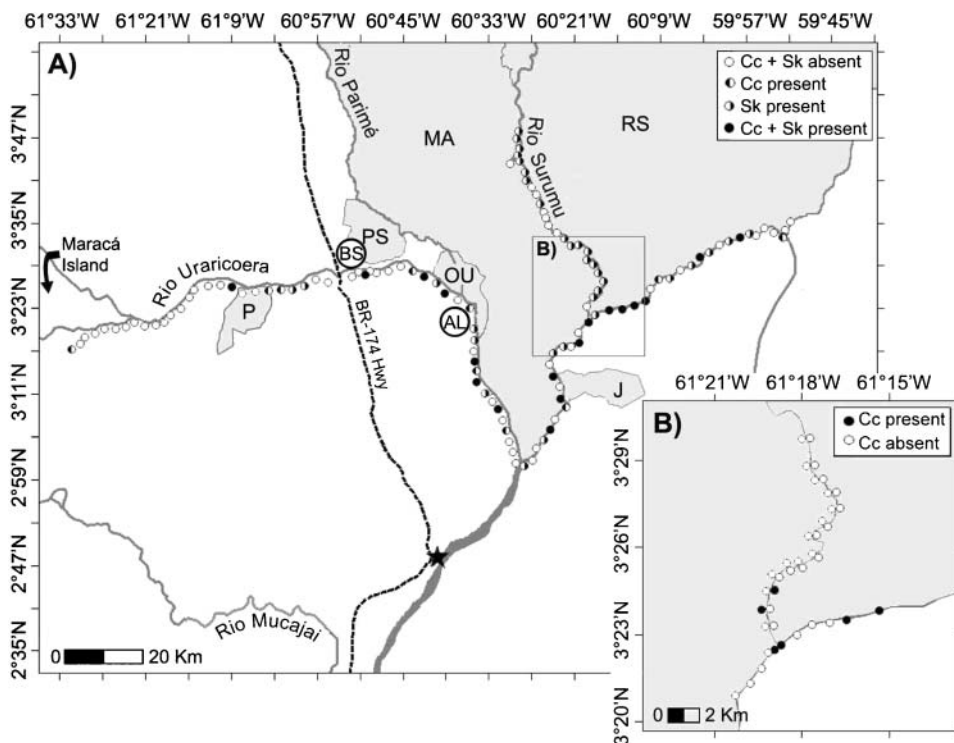 61°33'W 61°21'W 61°9'W 60°57'W 60°45'W 60°33'W 60°21'W 60°9'W 59°57'W 59°45'W
A)
Cc + Sk absent
Cc present
Sk present
Cc + Sk present
3°47'N
3°35'N
3°23'N
3°11'N
2°59'N
2°47'N
2°35'N
Rio Parimé
MA
Rio Surumu
RS
Maracá
Island
Rio Uraricoera
BS
PS
OU
B)
P
AL
BR-174 Hwy
J
Rio Mucajai
0 20 Km
61°21'W 61°18'W 61°15'W
B)
Cc present
Cc absent
3°29'N
3°26'N
3°23'N
3°20'N
0 2 Km